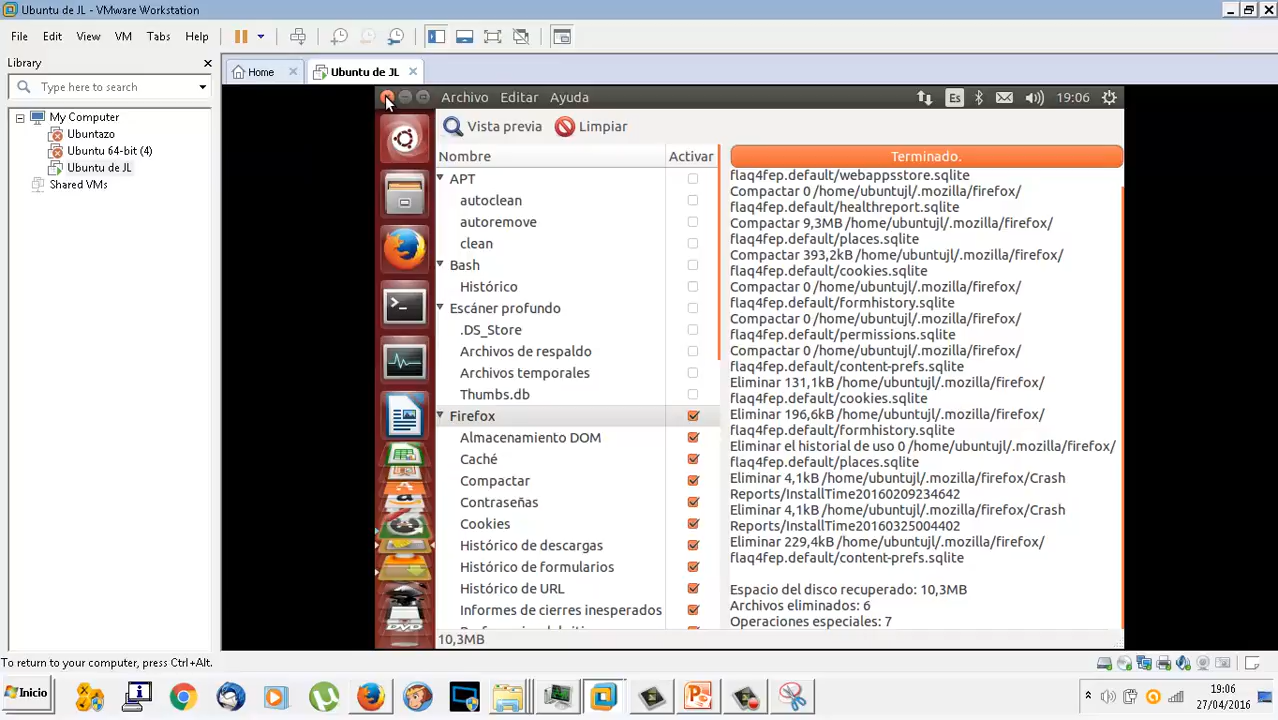 Ubuntu de JL - VMware Workstation
File Edit View VM Tabs Help
Library
Type here to search
My Computer
Ubuntazo
Ubuntu 64-bit (4)
Ubuntu de JL
Shared VMs
Home
Ubuntu de JL
Archivo Editar Ayuda
Es
19:06
Vista previa
Limpiar
Nombre
Activar
APT
autoclean
autoremove
clean
Bash
Histórico
Escáner profundo
.DS_Store
Archivos de respaldo
Archivos temporales
Thumbs.db
Firefox
Almacenamiento DOM
Caché
Compactar
Contraseñas
Cookies
Histórico de descargas
Histórico de formularios
Histórico de URL
Informes de cierres inesperados
10,3MB
Terminado.
flaq4fep.default/webappsstore.sqlite
Compactar 0 /home/ubuntujl/.mozilla/firefox/
flaq4fep.default/healthreport.sqlite
Compactar 9,3MB /home/ubuntujl/.mozilla/firefox/
flaq4fep.default/places.sqlite
Compactar 393,2kB /home/ubuntujl/.mozilla/firefox/
flaq4fep.default/cookies.sqlite
Compactar 0 /home/ubuntujl/.mozilla/firefox/
flaq4fep.default/formhistory.sqlite
Compactar 0 /home/ubuntujl/.mozilla/firefox/
flaq4fep.default/permissions.sqlite
Compactar 0 /home/ubuntujl/.mozilla/firefox/
flaq4fep.default/content-prefs.sqlite
Eliminar 131,1kB /home/ubuntujl/.mozilla/firefox/
flaq4fep.default/cookies.sqlite
Eliminar 196,6kB /home/ubuntujl/.mozilla/firefox/
flaq4fep.default/formhistory.sqlite
Eliminar el historial de uso 0 /home/ubuntujl/.mozilla/firefox/
flaq4fep.default/places.sqlite
Eliminar 4,1kB /home/ubuntujl/.mozilla/firefox/Crash
Reports/InstallTime20160209234642
Eliminar 4,1kB /home/ubuntujl/.mozilla/firefox/Crash
Reports/InstallTime20160325004402
Eliminar 229,4kB /home/ubuntujl/.mozilla/firefox/
flaq4fep.default/content-prefs.sqlite
Espacio del disco recuperado: 10,3MB
Archivos eliminados: 6
Operaciones especiales: 7
To return to your computer, press Ctrl+Alt.
Inicio
19:06
27/04/2016